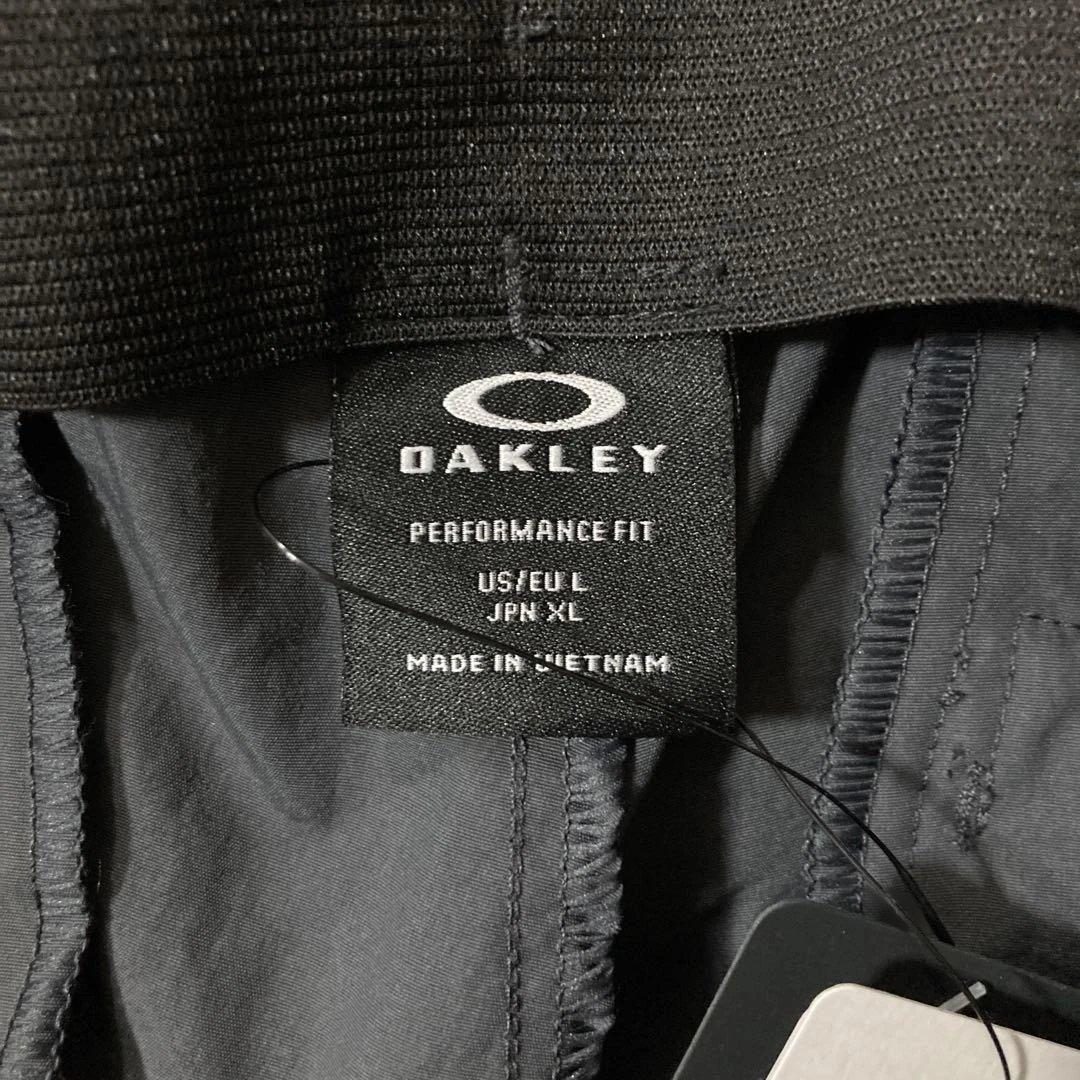 OAKLEY
PERFORMANCE FIT
US/EU L
JPN XL
MADE IN VIETNAM